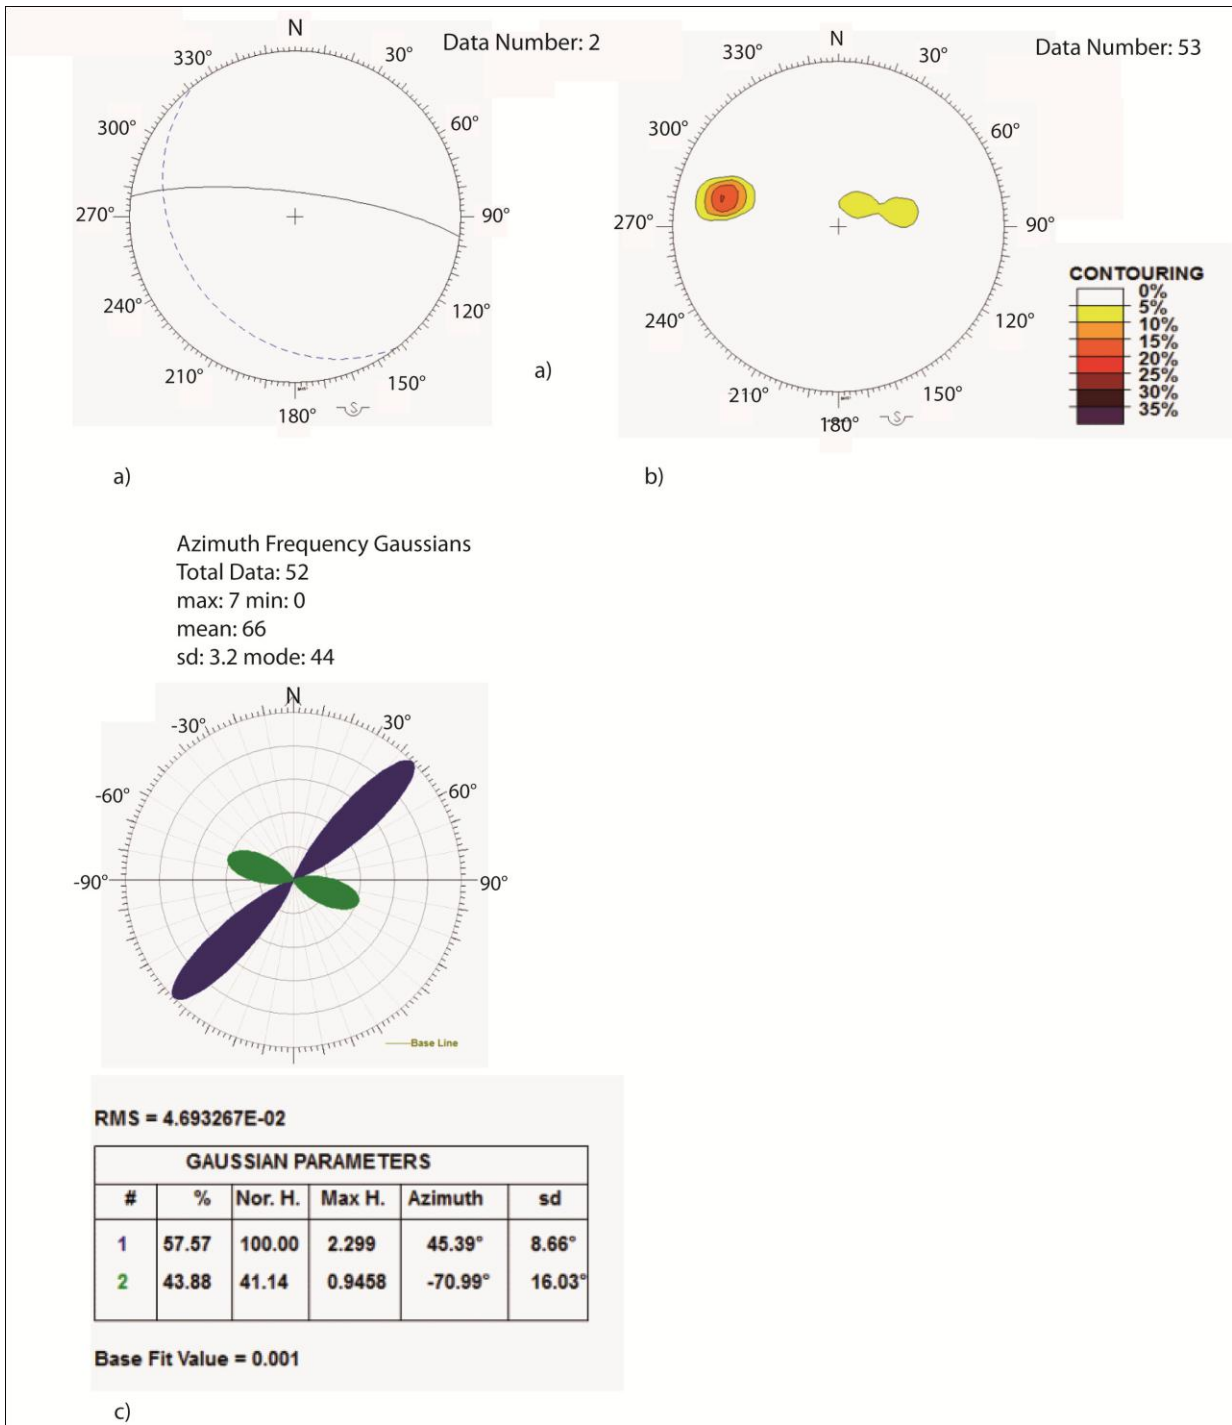 N
Data Number: 2
330°
30°
300°
60°
270°
90°
240°
120°
210°
150°
180°
S
a)
N
Data Number: 53
330°
30°
300°
60°
270°
90°
240°
120°
210°
150°
180°
S
a)
CONTOURING
0%
5%
10%
15%
20%
25%
30%
35%
b)
Azimuth Frequency Gaussians
Total Data: 52
max: 7 min: 0
mean: 66
sd: 3.2 mode: 44
N
-30°
30°
-60°
60°
-90°
90°
Base Line
RMS = 4.693267E-02
GAUSSIAN PARAMETERS
# % Nor. H. Max H. Azimuth sd
1 57.57 100.00 2.299 45.39° 8.66°
2 43.88 41.14 0.9458 -70.99° 16.03°
Base Fit Value = 0.001
c)